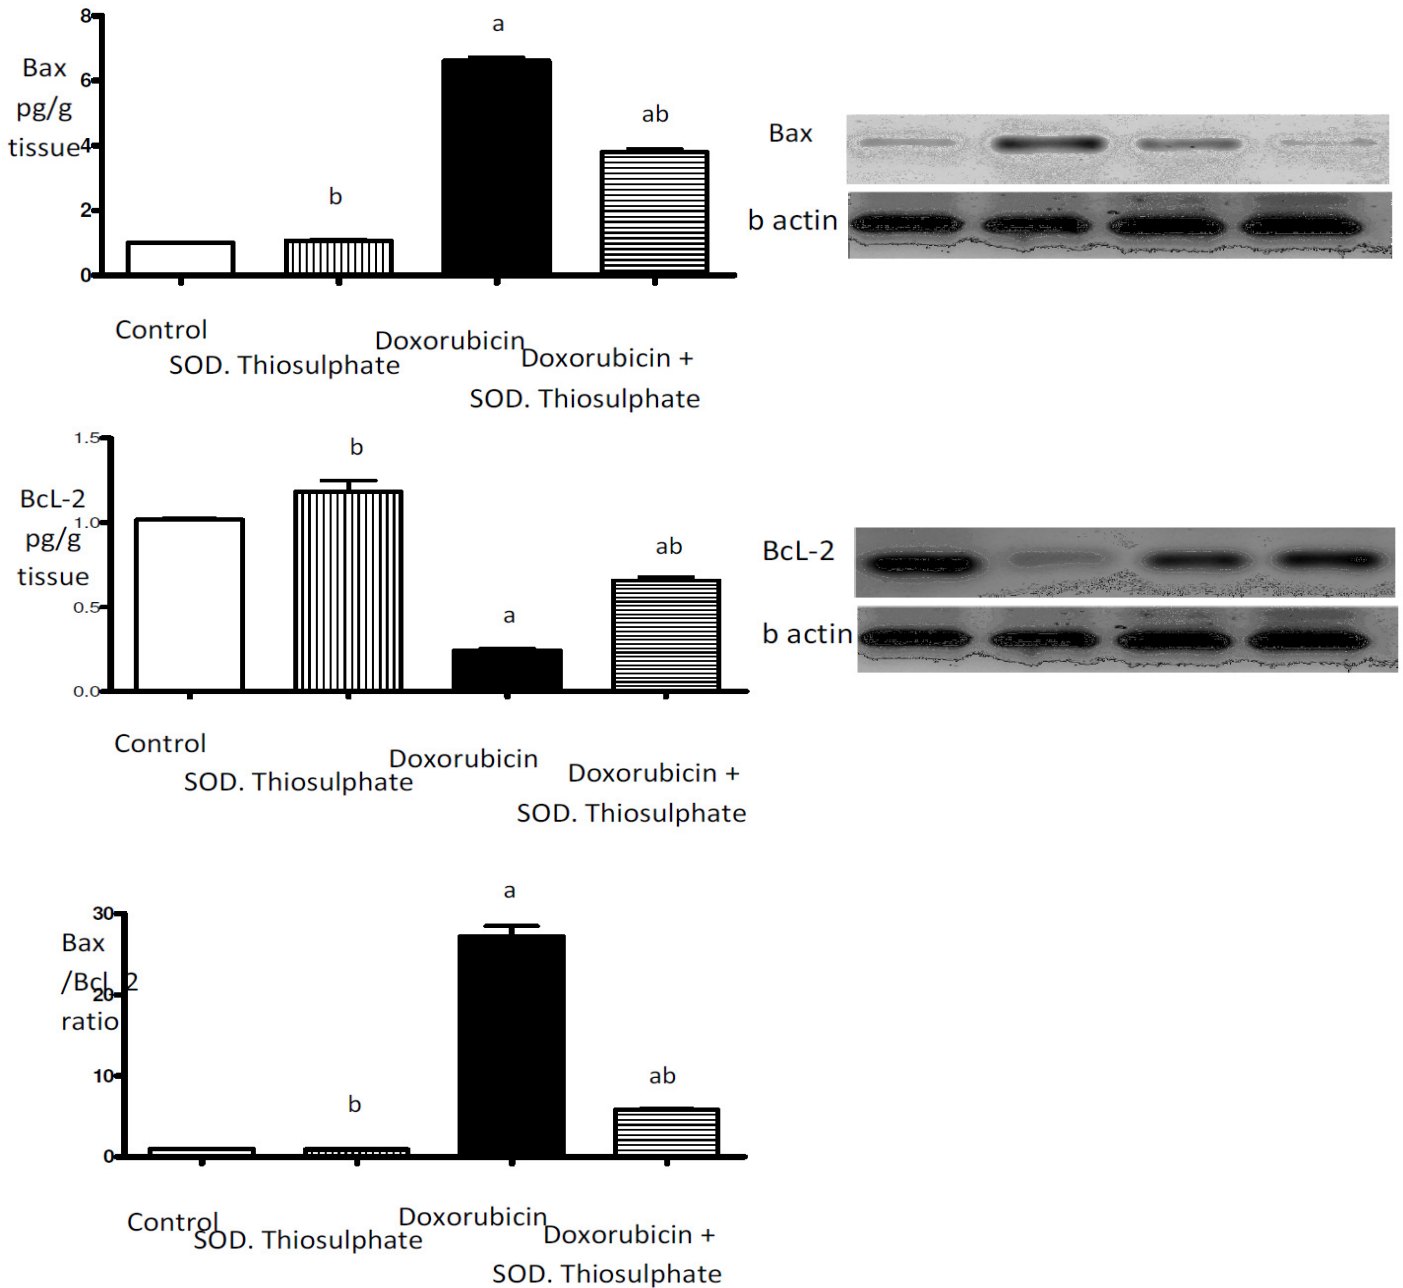 8
a
Bax
6
pg/g
ab
tissue
4
b
2
0
Control
SOD. Thiosulphate
Doxorubicin
Doxorubicin +
SOD. Thiosulphate
Bax
b actin
1.5
b
BcL-2
1.0
pg/g
ab
tissue
0.5
a
0.0
Control
SOD. Thiosulphate
Doxorubicin
Doxorubicin +
SOD. Thiosulphate
BcL-2
b actin
a
30
Bax
/Bcl 2
20
ratio
10
ab
b
0
Control
SOD. Thiosulphate
Doxorubicin
Doxorubicin +
SOD. Thiosulphate